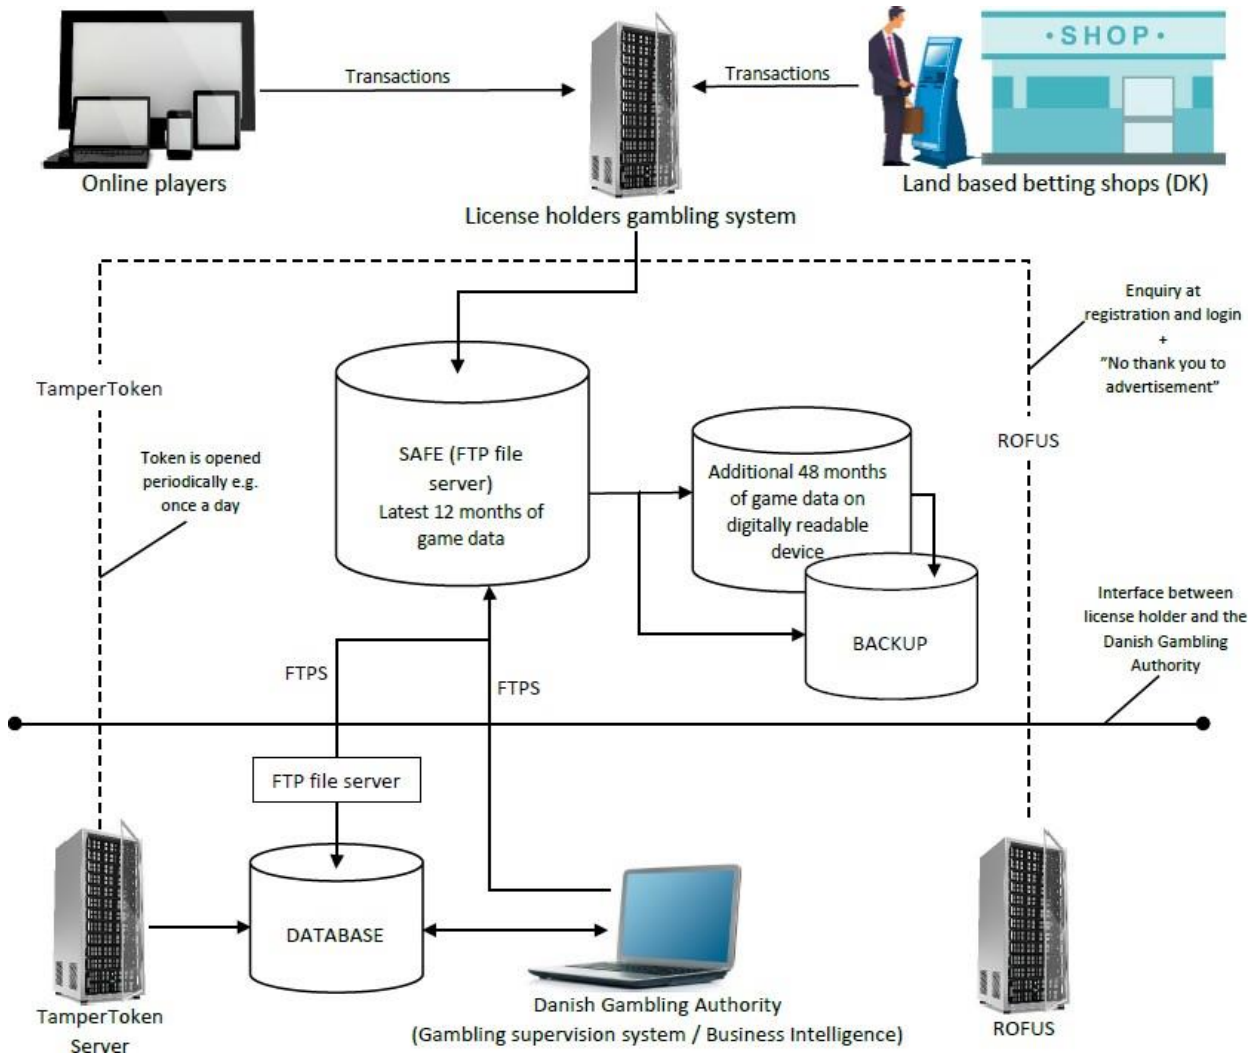 Transactions
Transactions
· SHOP ·
Online players
Land based betting shops (DK)
License holders gambling system
Enquiry at
registration and login
+
"No thank you to
advertisement"
TamperToken
ROFUS
Token is opened
periodically e.g.
once a day
SAFE (FTP file
server)
Latest 12 months of
game data
Additional 48 months
of game data on
digitally readable
device
BACKUP
Interface between
license holder and the
Danish Gambling
Authority
FTPS
FTPS
FTP file server
DATABASE
TamperToken
Server
Danish Gambling Authority
(Gambling supervision system / Business Intelligence)
ROFUS